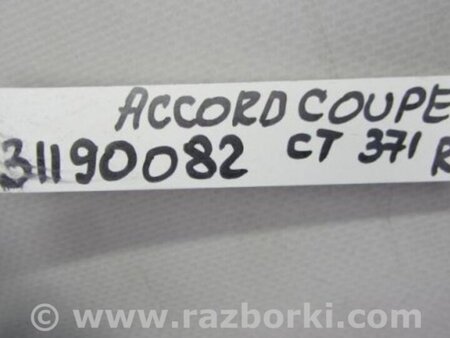 ACCORD COUPE
31190082 CT 371 R
© www.razborki.com